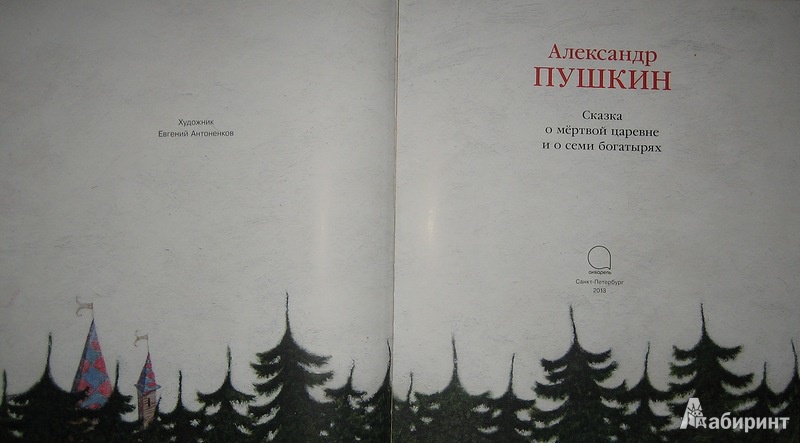 Художник
Евгений Антоненков
Александр
ПУШКИН
Сказка
о мёртвой царевне
и о семи богатырях
акварель
Санкт-Петербург
2013
Лабиринт